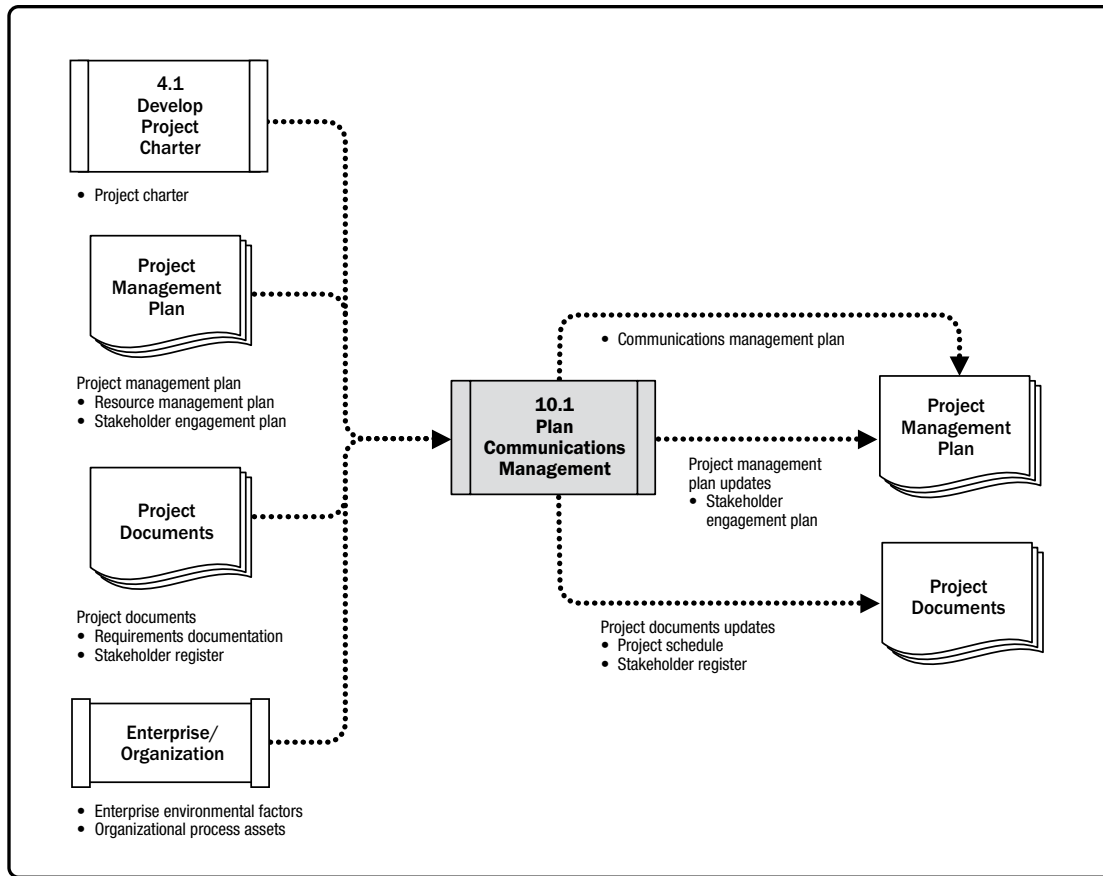 4.1
Develop
Project
Charter
• Project charter
Project
Management
Plan
Project management plan
• Resource management plan
• Stakeholder engagement plan
Project
Documents
Project documents
• Requirements documentation
• Stakeholder register
Enterprise/
Organization
• Enterprise environmental factors
• Organizational process assets
10.1
Plan
Communications
Management
• Communications management plan
Project management
plan updates
• Stakeholder
engagement plan
Project documents updates
• Project schedule
• Stakeholder register
Project
Management
Plan
Project
Documents